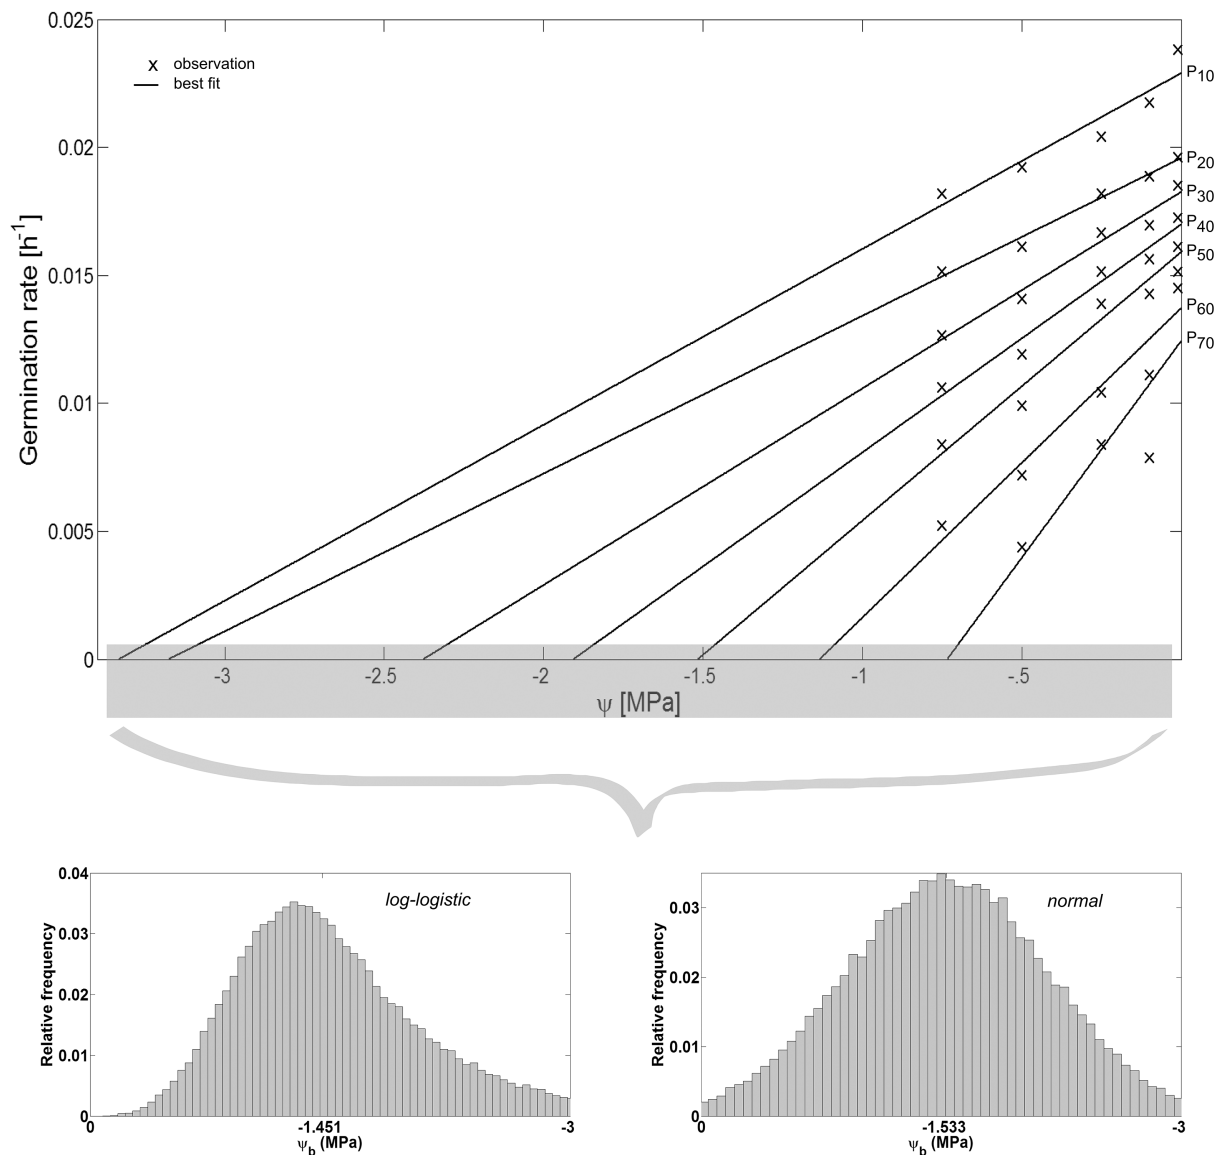 0.025
x observation
— best fit
P10
0.02
P20
P30
P40
0.015
P50
P60
P70
Germination rate [h-1]
0.01
0.005
0
-3 -2.5 -2 -1.5 -1 -.5
ψ [MPa]
0.04
log-logistic
0.03
0.02
0.01
0
Relative frequency
0 -1.451 -3
ψb (MPa)
normal
0.03
0.02
0.01
0
Relative frequency
0 -1.533 -3
ψb (MPa)